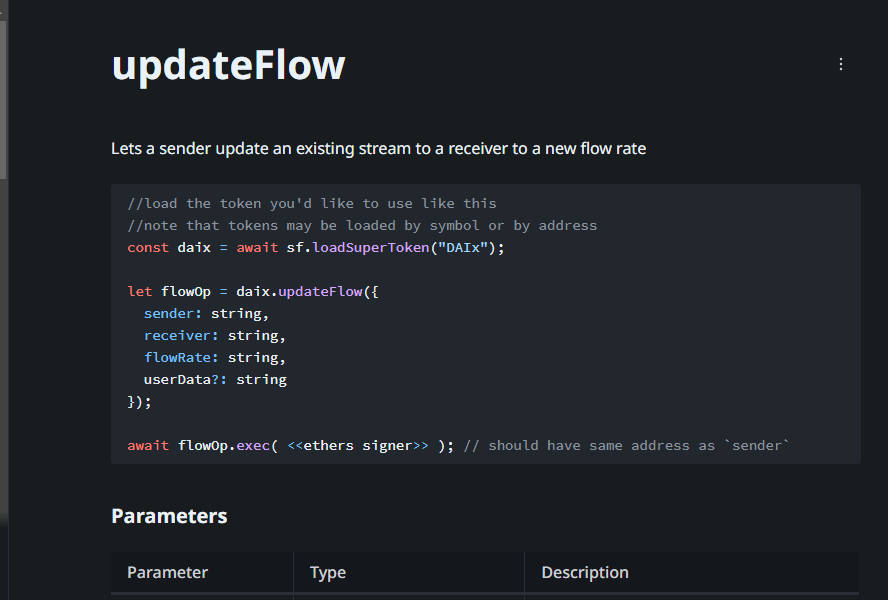 updateFlow
Lets a sender update an existing stream to a receiver to a new flow rate
//load the token you'd like to use like this
//note that tokens may be loaded by symbol or by address
const daix = await sf.loadSuperToken("DAIx");
let flowOp = daix.updateFlow({
  sender: string,
  receiver: string,
  flowRate: string,
  userData?: string
});
await flowOp.exec( <<ethers signer>> ); // should have same address as `sender`
Parameters
Parameter Type Description